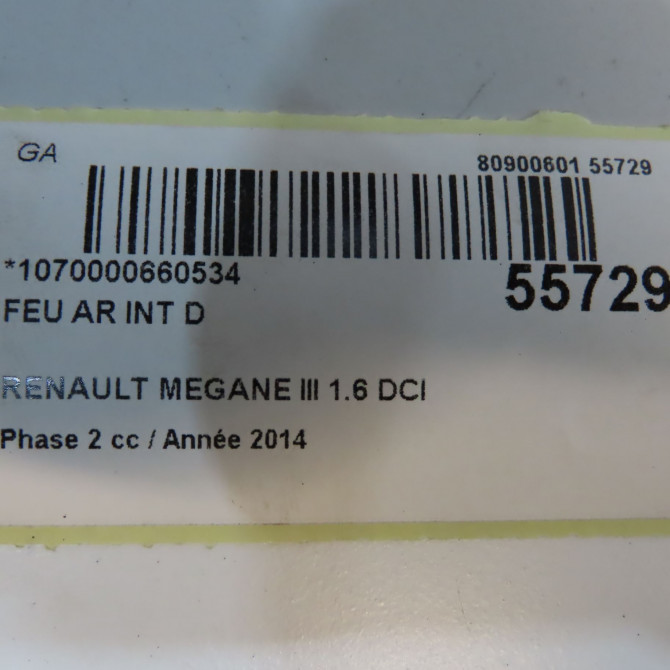 GA
80900601 55729
*1070000660534
55729
FEU AR INT D
RENAULT MEGANE III 1.6 DCI
Phase 2 cc / Année 2014